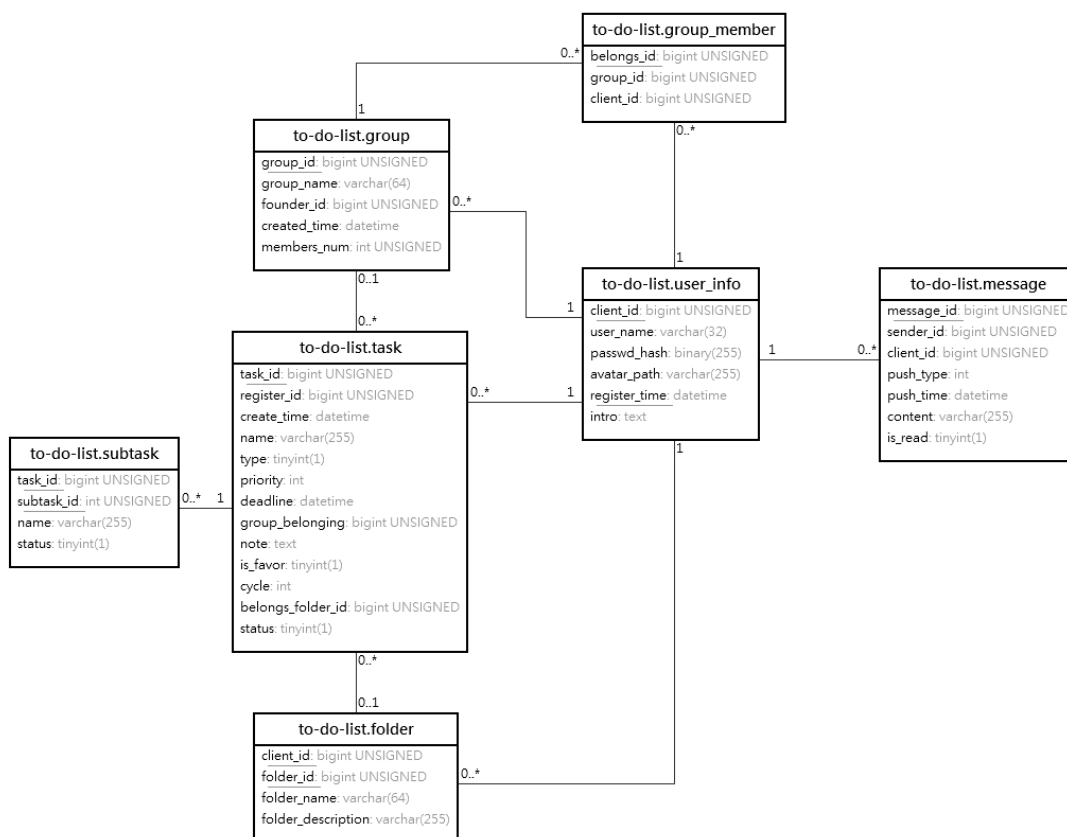 to-do-list.group_member
belongs_id: bigint UNSIGNED
group_id: bigint UNSIGNED
client_id: bigint UNSIGNED
0..*
1
0..*
1
to-do-list.group
group_id: bigint UNSIGNED
group_name: varchar(64)
founder_id: bigint UNSIGNED
created_time: datetime
members_num: int UNSIGNED
0..*
1
0..1
0..*
to-do-list.user_info
client_id: bigint UNSIGNED
user_name: varchar(32)
passwd_hash: binary(255)
avatar_path: varchar(255)
register_time: datetime
intro: text
1
0..*
to-do-list.message
message_id: bigint UNSIGNED
sender_id: bigint UNSIGNED
client_id: bigint UNSIGNED
push_type: int
push_time: datetime
content: varchar(255)
is_read: tinyint(1)
to-do-list.task
task_id: bigint UNSIGNED
register_id: bigint UNSIGNED
create_time: datetime
name: varchar(255)
type: tinyint(1)
priority: int
deadline: datetime
group_belonging: bigint UNSIGNED
note: text
is_favor: tinyint(1)
cycle: int
belongs_folder_id: bigint UNSIGNED
status: tinyint(1)
0..*
1
1
to-do-list.subtask
task_id: bigint UNSIGNED
subtask_id: int UNSIGNED
name: varchar(255)
status: tinyint(1)
0..*
1
0..*
0..1
to-do-list.folder
client_id: bigint UNSIGNED
folder_id: bigint UNSIGNED
folder_name: varchar(64)
folder_description: varchar(255)
0..*